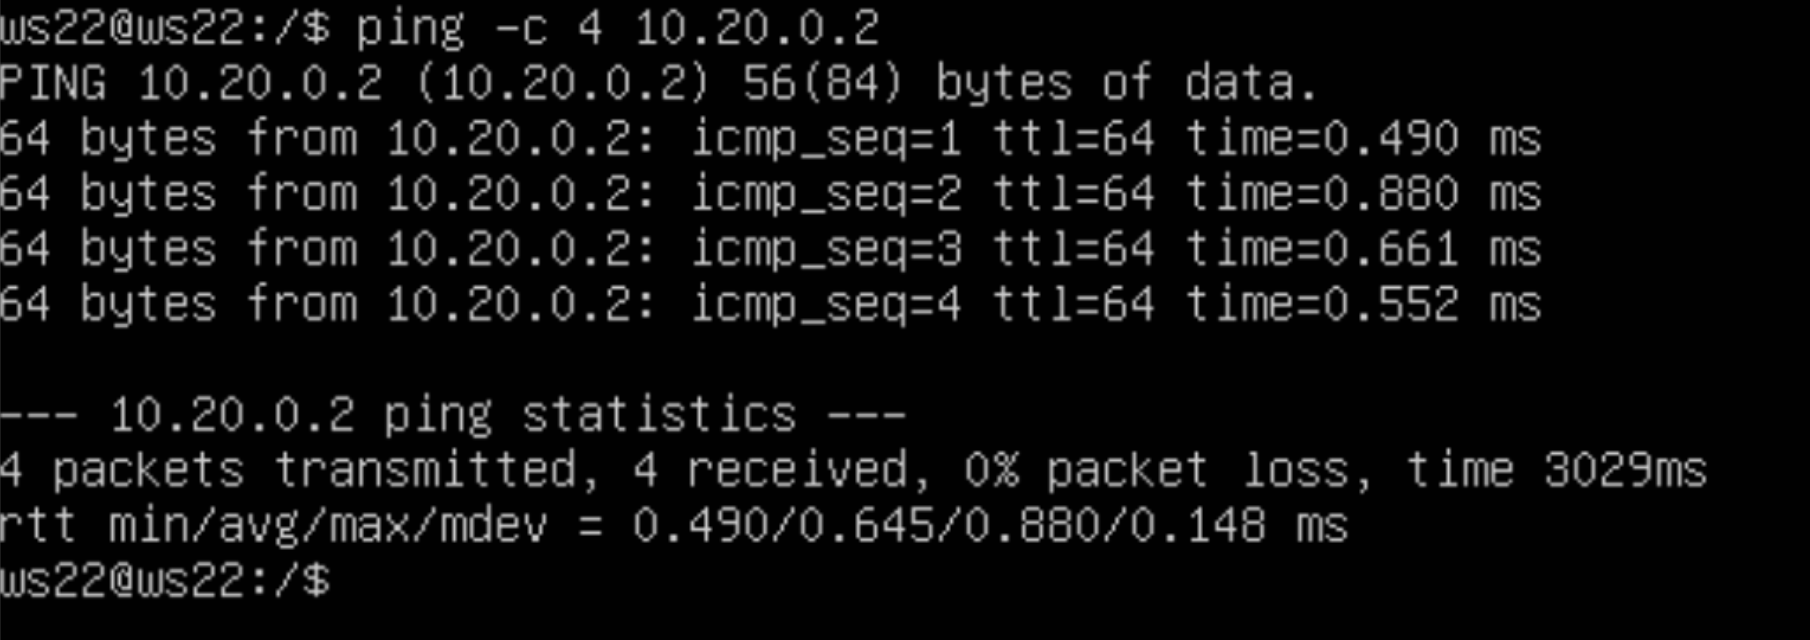 ws22@ws22:/$ ping -c 4 10.20.0.2
PING 10.20.0.2 (10.20.0.2) 56(84) bytes of data.
64 bytes from 10.20.0.2: icmp_seq=1 ttl=64 time=0.490 ms
64 bytes from 10.20.0.2: icmp_seq=2 ttl=64 time=0.880 ms
64 bytes from 10.20.0.2: icmp_seq=3 ttl=64 time=0.661 ms
64 bytes from 10.20.0.2: icmp_seq=4 ttl=64 time=0.552 ms
--- 10.20.0.2 ping statistics ---
4 packets transmitted, 4 received, 0% packet loss, time 3029ms
rtt min/avg/max/mdev = 0.490/0.645/0.880/0.148 ms
ws22@ws22:/$